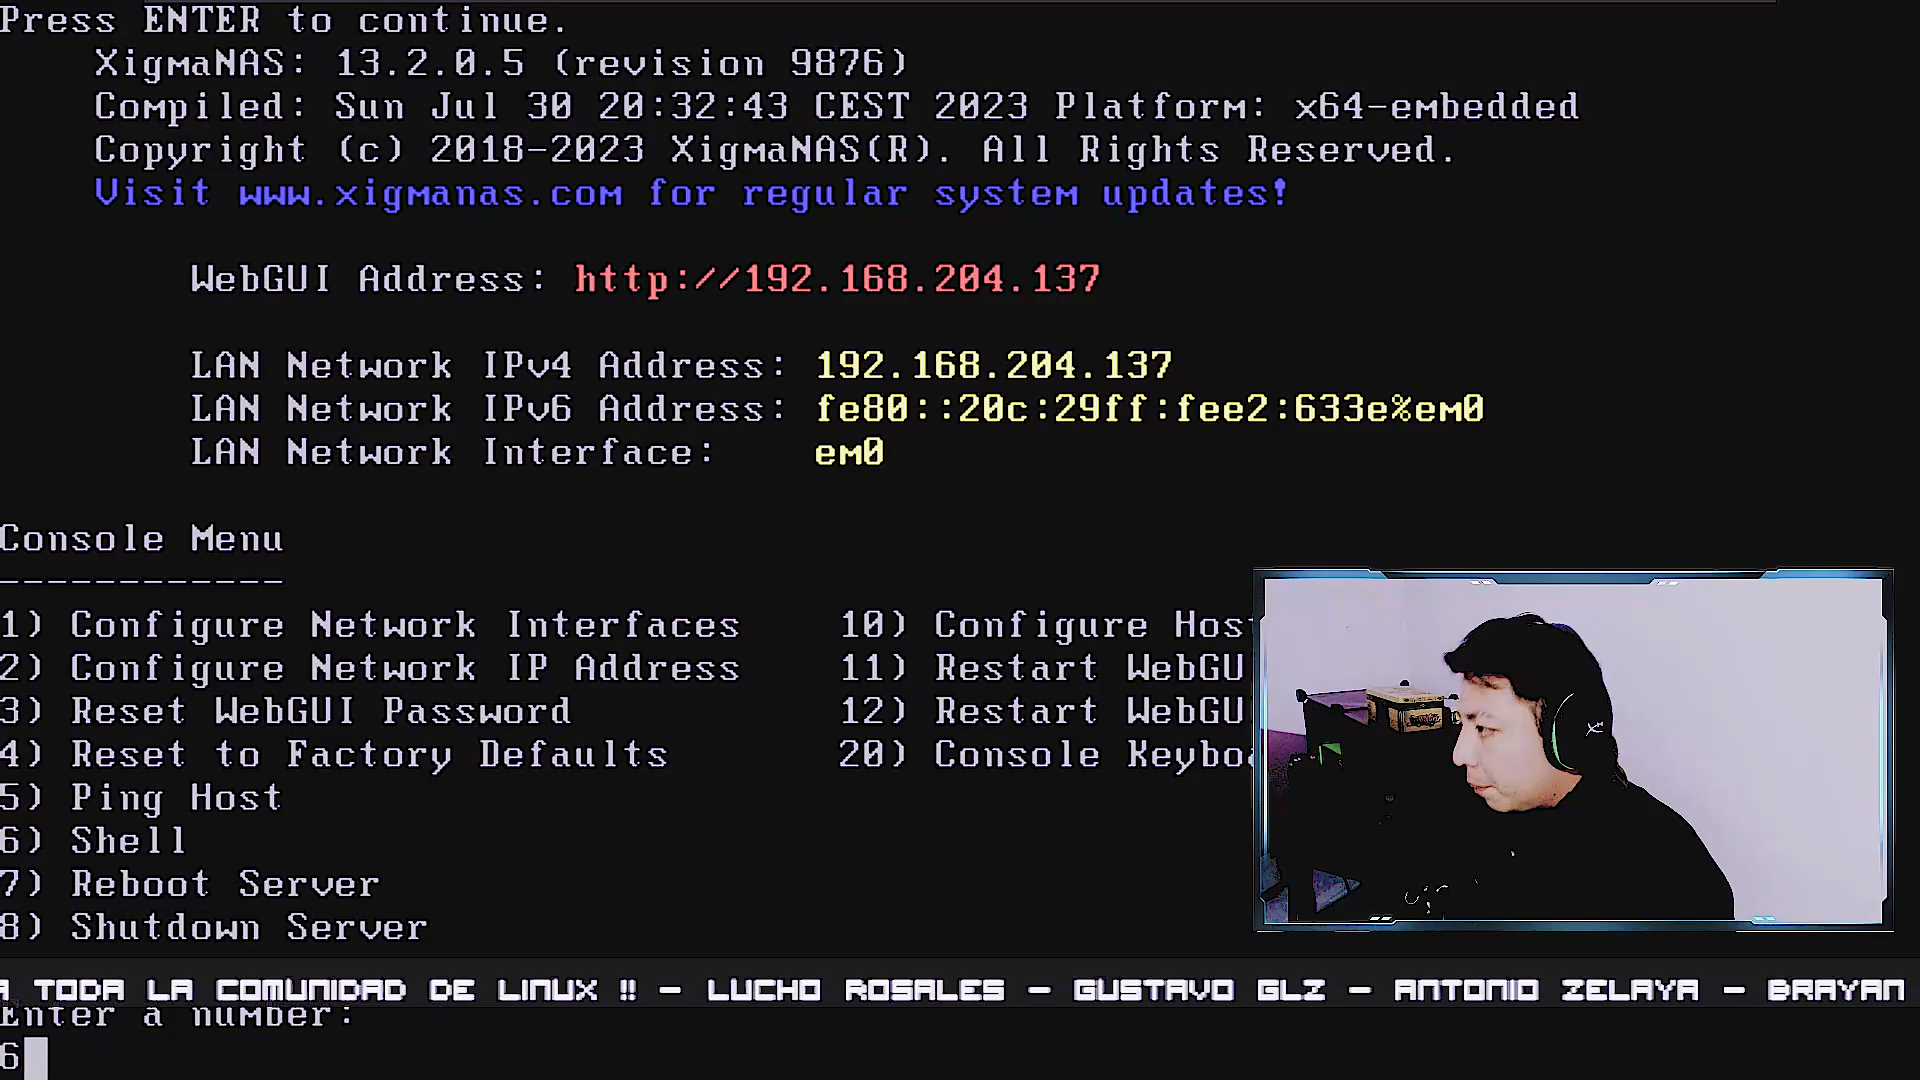 Press ENTER to continue.
XigmaNAS: 13.2.0.5 (revision 9876)
Compiled: Sun Jul 30 20:32:43 CEST 2023 Platform: x64-embedded
Copyright (c) 2018-2023 XigmaNAS(R). All Rights Reserved.
Visit www.xigmanas.com for regular system updates!
WebGUI Address: http://192.168.204.137
LAN Network IPv4 Address: 192.168.204.137
LAN Network IPv6 Address: fe80::20c:29ff:fee2:633e%em0
LAN Network Interface: em0
Console Menu
------------
1) Configure Network Interfaces 10) Configure Host
2) Configure Network IP Address 11) Restart WebGU
3) Reset WebGUI Password 12) Restart WebGU
4) Reset to Factory Defaults 20) Console Keyboa
5) Ping Host
6) Shell
7) Reboot Server
8) Shutdown Server
A TODA LA COMUNIDAD DE LINUX !! - LUCHO ROSALES - GUSTAVO GLZ - ANTONIO ZELAYA - BRAYAN
Enter a number:
6